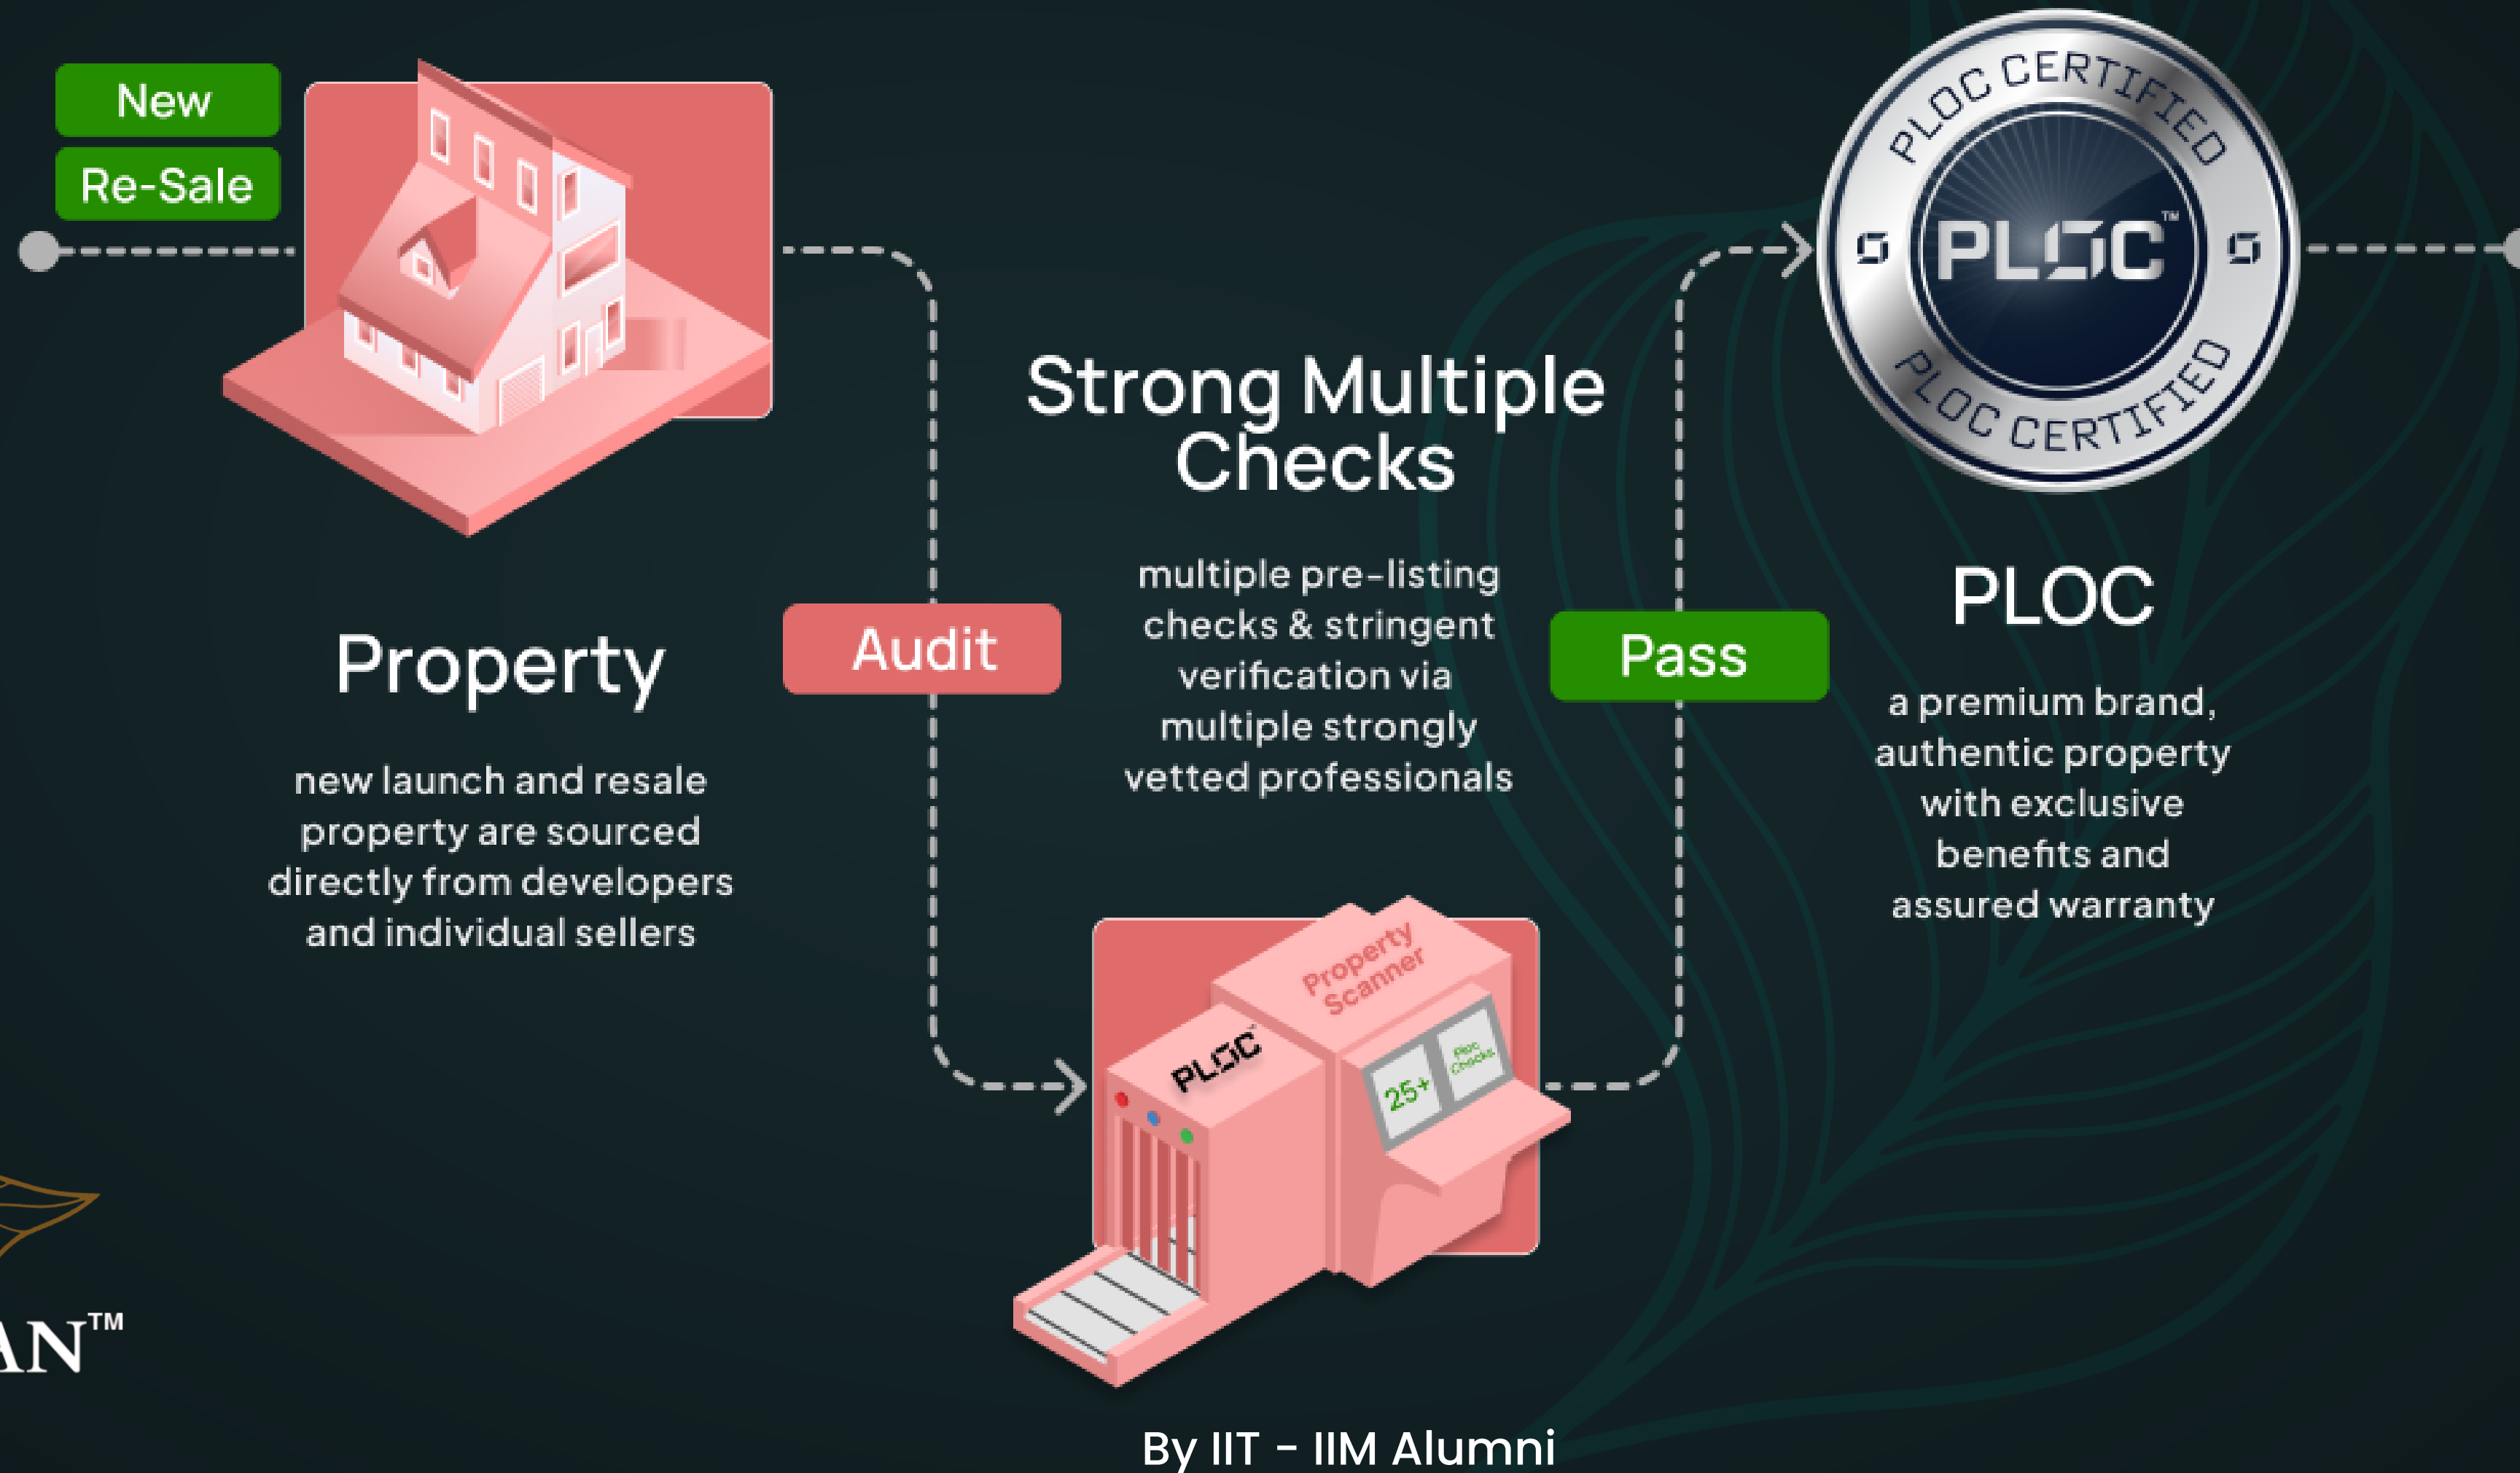 New
Re-Sale
Property
new launch and resale
property are sourced
directly from developers
and individual sellers
Audit
Strong Multiple
Checks
multiple pre-listing
checks & stringent
verification via
multiple strongly
vetted professionals
Property
Scanner
PLOC
25+
Ploc
Checks
Pass
PLOC CERTIFIED
PLOC™
PLOC CERTIFIED
PLOC
a premium brand,
authentic property
with exclusive
benefits and
assured warranty
AN™
By IIT - IIM Alumni